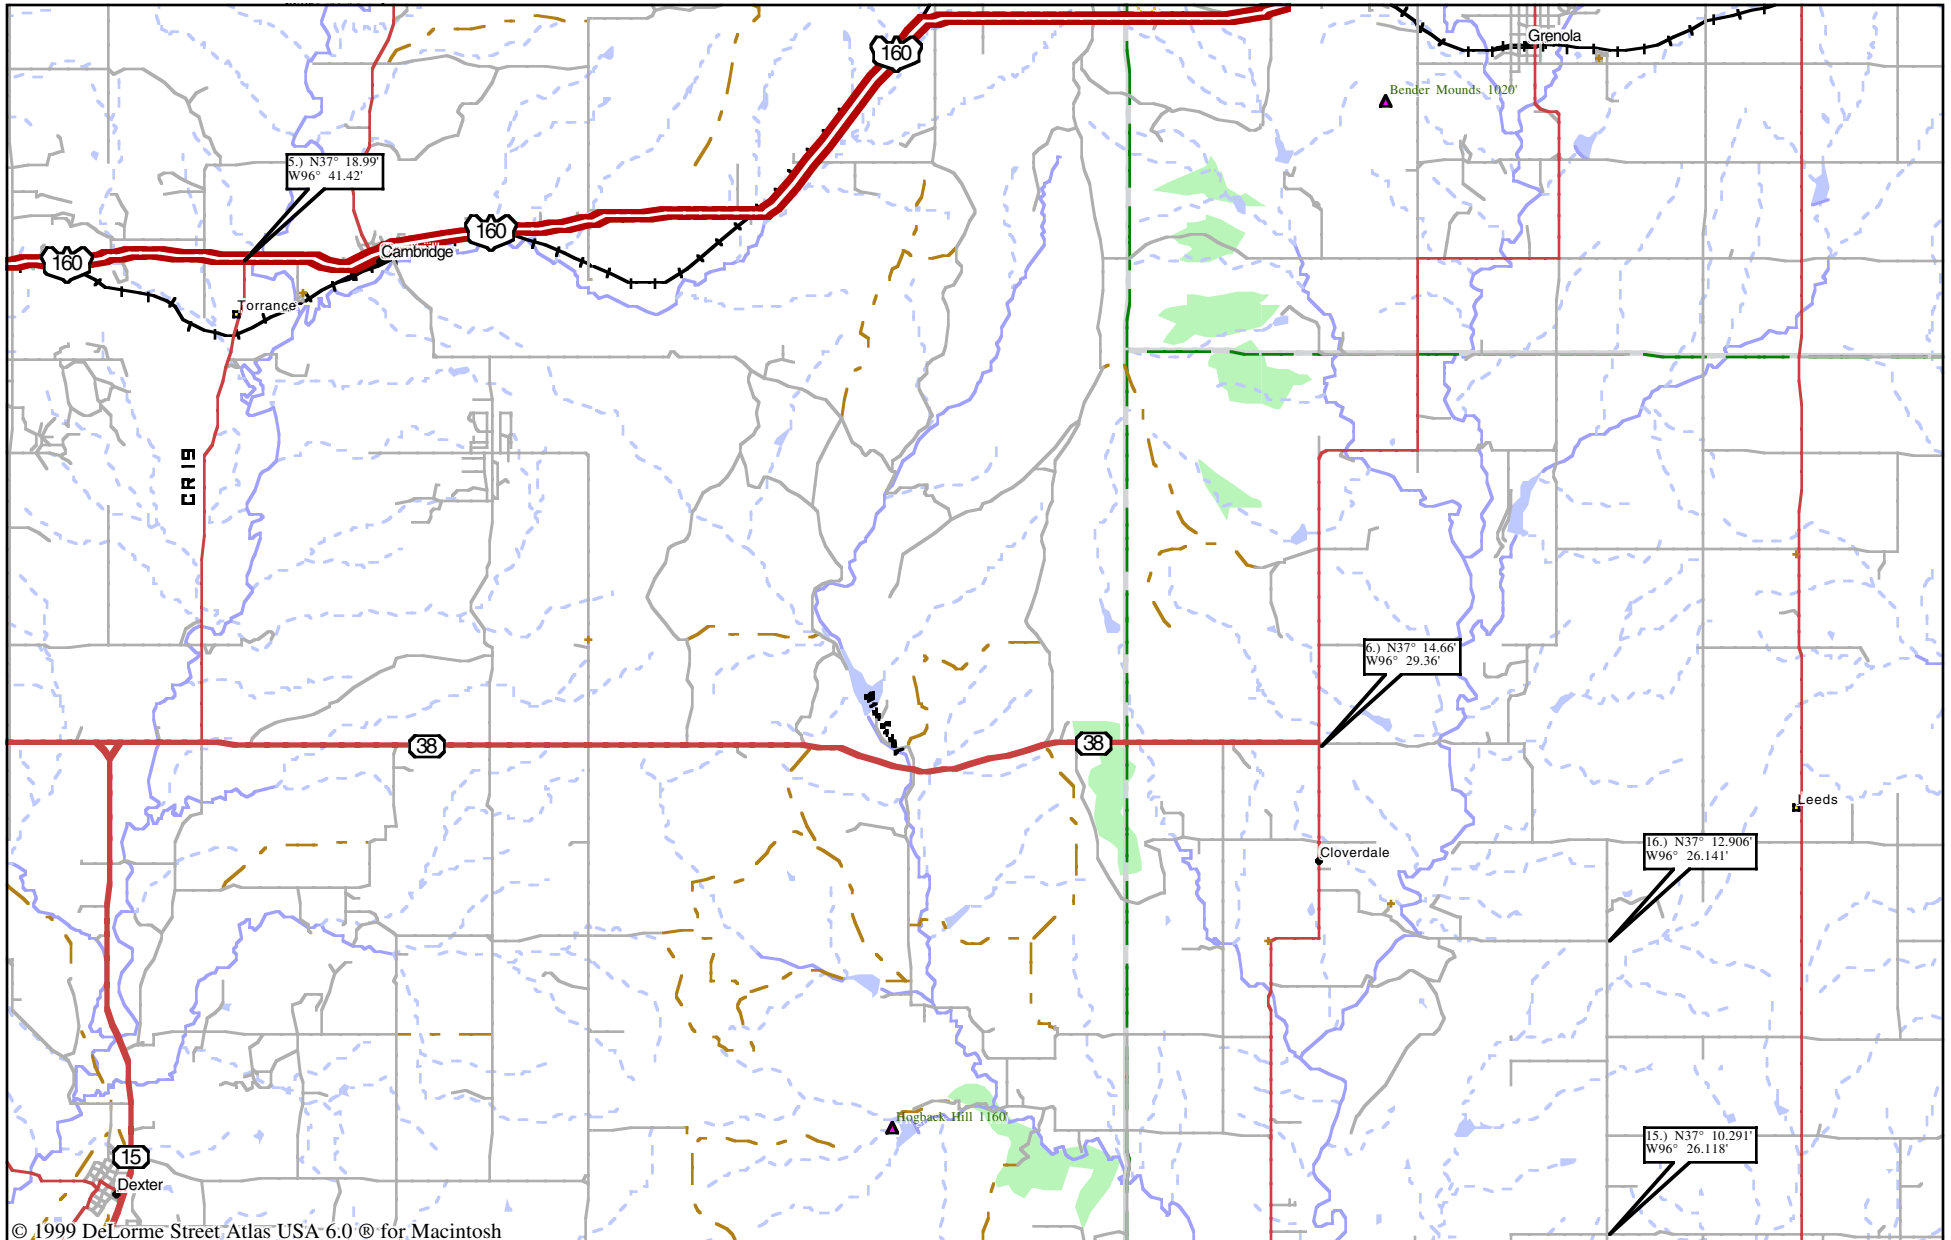 Grenola
160
Bender Mounds 1020'
5.) N37° 18.99'
W96° 41.42'
160
Cambridge
160
Torrance
CR 19
6.) N37° 14.66'
W96° 29.36'
38
38
Leeds
16.) N37° 12.906'
W96° 26.141'
Cloverdale
Hogback Hill 1160'
15.) N37° 10.291'
W96° 26.118'
15
Dexter
© 1999 DeLorme Street Atlas USA 6.0 ® for Macintosh